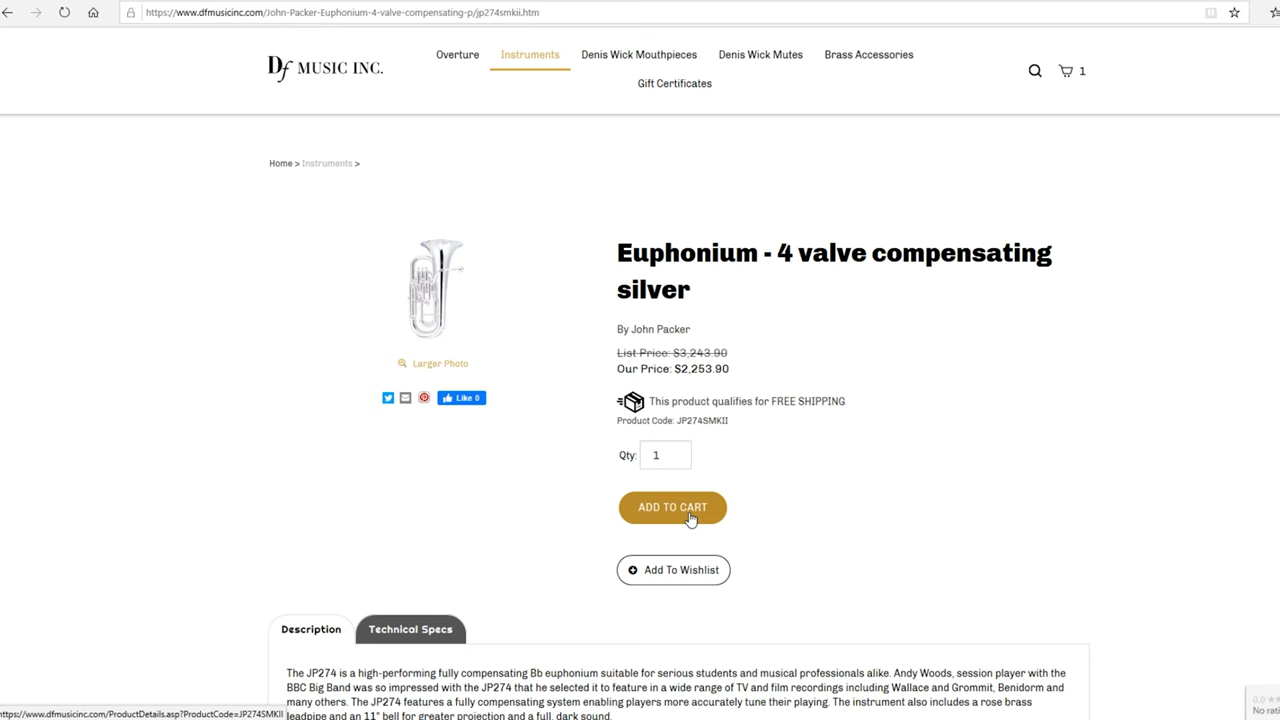 https://www.dfmusicinc.com/John-Packer-Euphonium-4-valve-compensating-p/jp274smkii.htm
Df MUSIC INC.
Overture Instruments Denis Wick Mouthpieces Denis Wick Mutes Brass Accessories
Gift Certificates
1
Home > Instruments >
Euphonium - 4 valve compensating
silver
By John Packer
List Price: $3,243.90
Our Price: $2,253.90
Larger Photo
Like 0
This product qualifies for FREE SHIPPING
Product Code: JP274SMKII
Qty: 1
ADD TO CART
Add To Wishlist
Description Technical Specs
The JP274 is a high-performing fully compensating Bb euphonium suitable for serious students and musical professionals alike. Andy Woods, session player with the
BBC Big Band was so impressed with the JP274 that he selected it to feature in a wide range of TV and film recordings including Wallace and Grommit, Benidorm and
many others. The JP274 features a fully compensating system enabling players more accurately tune their playing. The instrument also includes a rose brass
leadpipe and an 11" bell for greater projection and a full, dark sound.
https://www.dfmusicinc.com/ProductDetails.asp?ProductCode=JP274SMKII
0.0
No rati